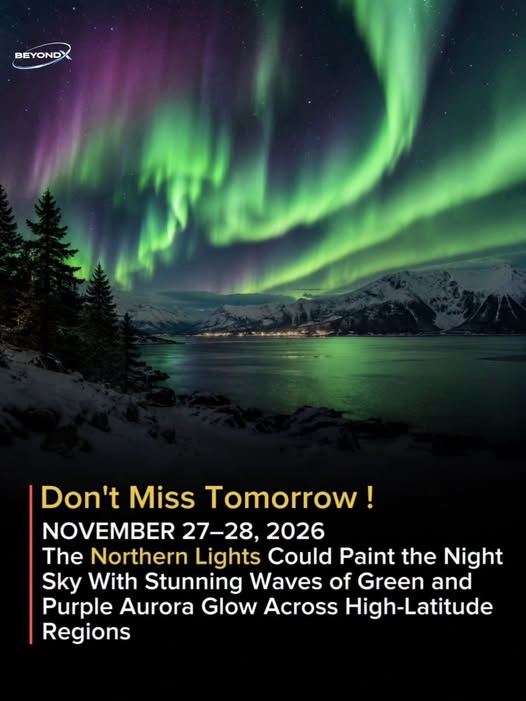 BEYONDX
Don't Miss Tomorrow !
NOVEMBER 27–28, 2026
The Northern Lights Could Paint the Night
Sky With Stunning Waves of Green and
Purple Aurora Glow Across High-Latitude
Regions